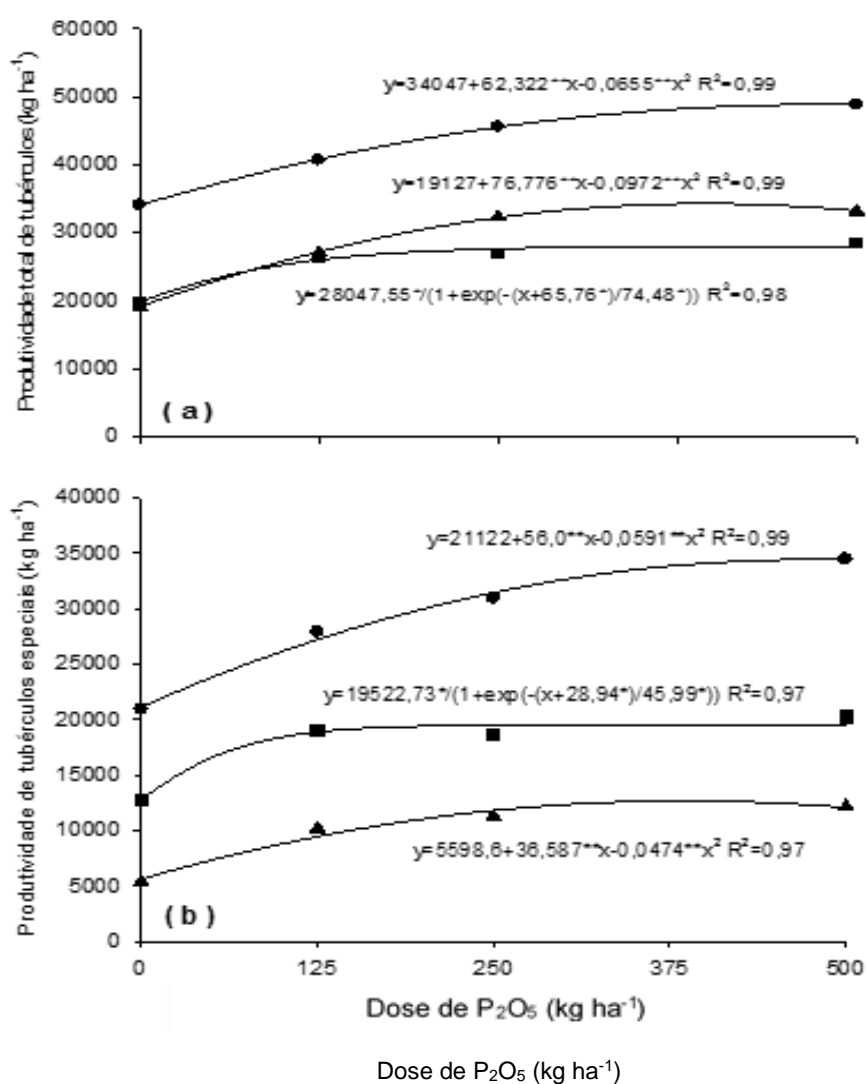 60000
50000
40000
30000
20000
10000
0
Produtividade total de tubérculos (kg ha⁻¹)
y=34047+62,322**x-0,0655**x² R²=0,99
y=19127+76,776**x-0,0972**x² R²=0,99
y=28047,55*/(1+exp(-(x+65,76*)/74,48*)) R²=0,98
( a )
40000
35000
30000
25000
20000
15000
10000
5000
0
Produtividade de tubérculos especiais (kg ha⁻¹)
y=21122+56,0**x-0,0591**x² R²=0,99
y=19522,73*/(1+exp(-(x+28,94*)/45,99*)) R²=0,97
y=5598,6+36,587**x-0,0474**x² R²=0,97
( b )
0 125 250 375 500
Dose de P₂O₅ (kg ha⁻¹)
Dose de P₂O₅ (kg ha⁻¹)